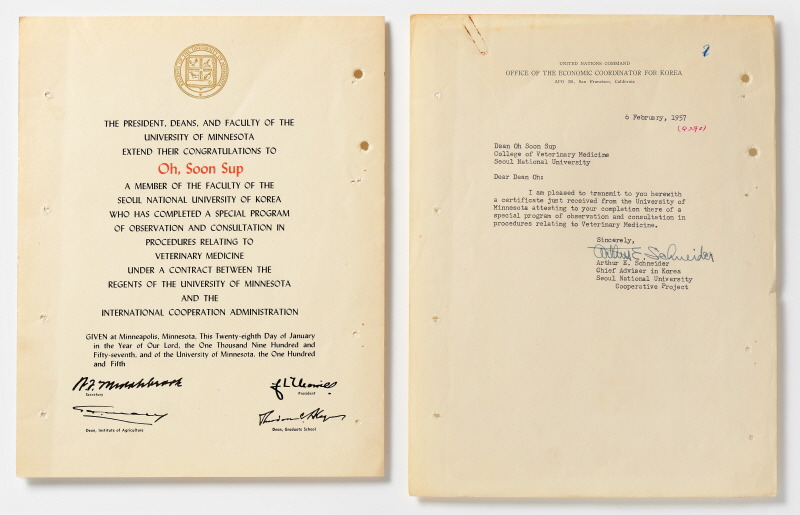 THE PRESIDENT, DEANS, AND FACULTY OF THE
UNIVERSITY OF MINNESOTA
EXTEND THEIR CONGRATULATIONS TO
Oh, Soon Sup
A MEMBER OF THE FACULTY OF THE
SEOUL NATIONAL UNIVERSITY OF KOREA
WHO HAS COMPLETED A SPECIAL PROGRAM
OF OBSERVATION AND CONSULTATION IN
PROCEDURES RELATING TO
VETERINARY MEDICINE
UNDER A CONTRACT BETWEEN THE
REGENTS OF THE UNIVERSITY OF MINNESOTA
AND THE
INTERNATIONAL COOPERATION ADMINISTRATION
GIVEN at Minneapolis, Minnesota, This Twenty-eighth Day of January
in the Year of Our Lord, the One Thousand Nine Hundred and
Fifty-seventh, and of the University of Minnesota, the One Hundred
and Fifth
Secretary
President
Dean, Institute of Agriculture
Dean, Graduate School
UNITED NATIONS COMMAND
OFFICE OF THE ECONOMIC COORDINATOR FOR KOREA
San Francisco, California
6 February, 1957
(4290)
Dean Oh Soon Sup
College of Veterinary Medicine
Seoul National University
Dear Dean Oh:
I am pleased to transmit to you herewith
a certificate just received from the University of
Minnesota attesting to your completion there of a
special program of observation and consultation in
procedures relating to Veterinary Medicine.
Sincerely,
Arthur E. Schneider
Arthur E. Schneider
Chief Adviser in Korea
Seoul National University
Cooperative Project